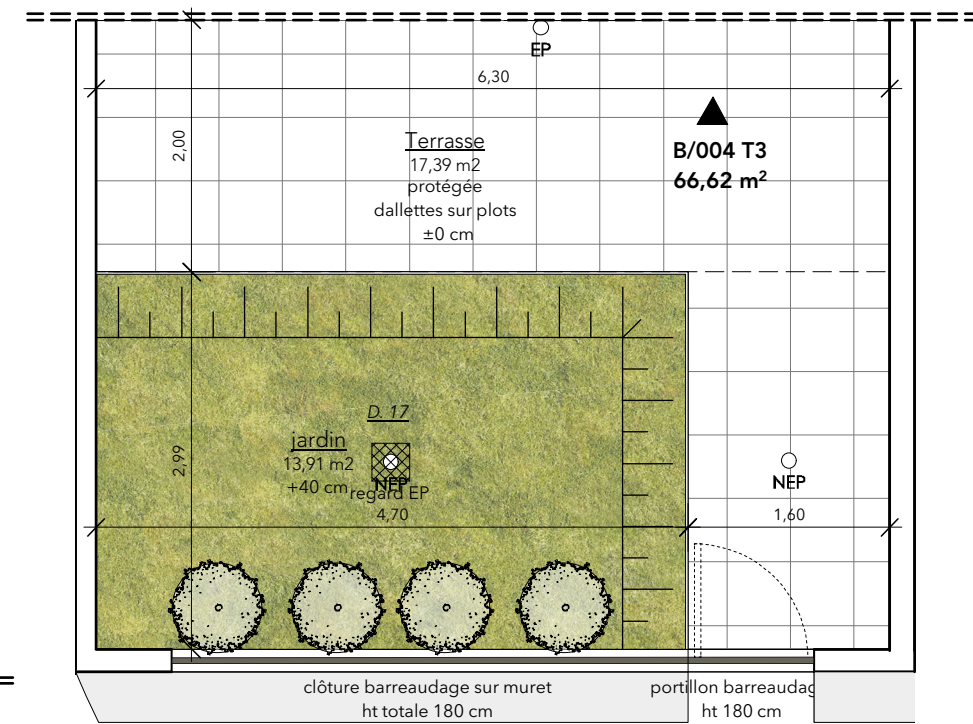 EP
6,30
2,00
Terrasse
17,39 m2
protégée
dallettes sur plots
±0 cm
B/004 T3
66,62 m²
D. 17
jardin
13,91 m2
+40 cm
NEP
regard EP
2,99
4,70
NEP
1,60
clôture barreaudage sur muret
ht totale 180 cm
portillon barreaudag
ht 180 cm